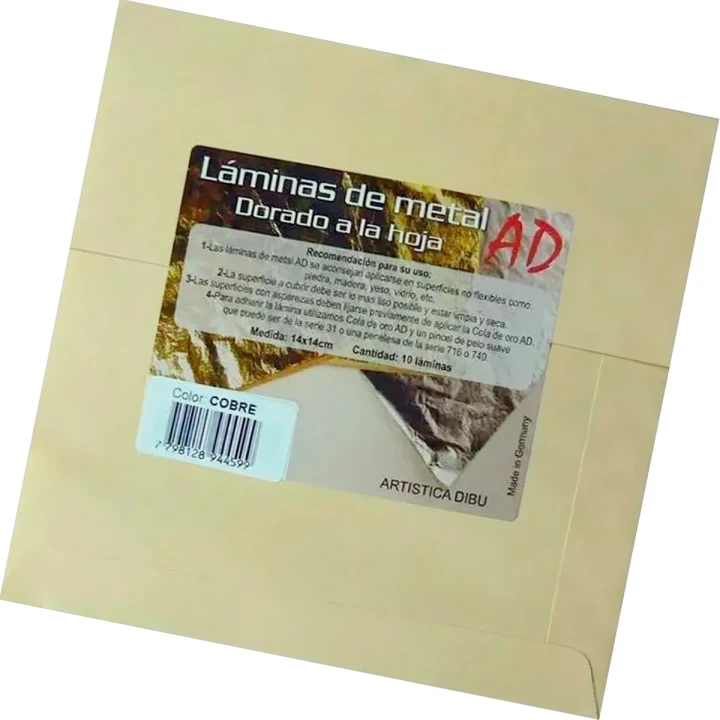 Láminas de metal
Dorado a la hoja
AD
Recomendación para su uso:
1-Las láminas de metal AD se aconsejan aplicarse en superficies no flexibles como:
piedra, madera, yeso, vidrio, etc.
2-La superficie a cubrir debe ser lo mas liso posible y estar limpia y seca.
3-Las superficies con asperezas deben lijarse previamente de aplicar la Cola de oro AD.
4-Para adherir la lámina utilizamos Cola de oro AD y un pincel de pelo suave
que puede ser de la serie 31 o una penelesa de la serie 716 o 740.
Medida: 14x14cm Cantidad: 10 láminas
Color: COBRE
7 798128 944599
ARTISTICA DIBU
Made in Germany